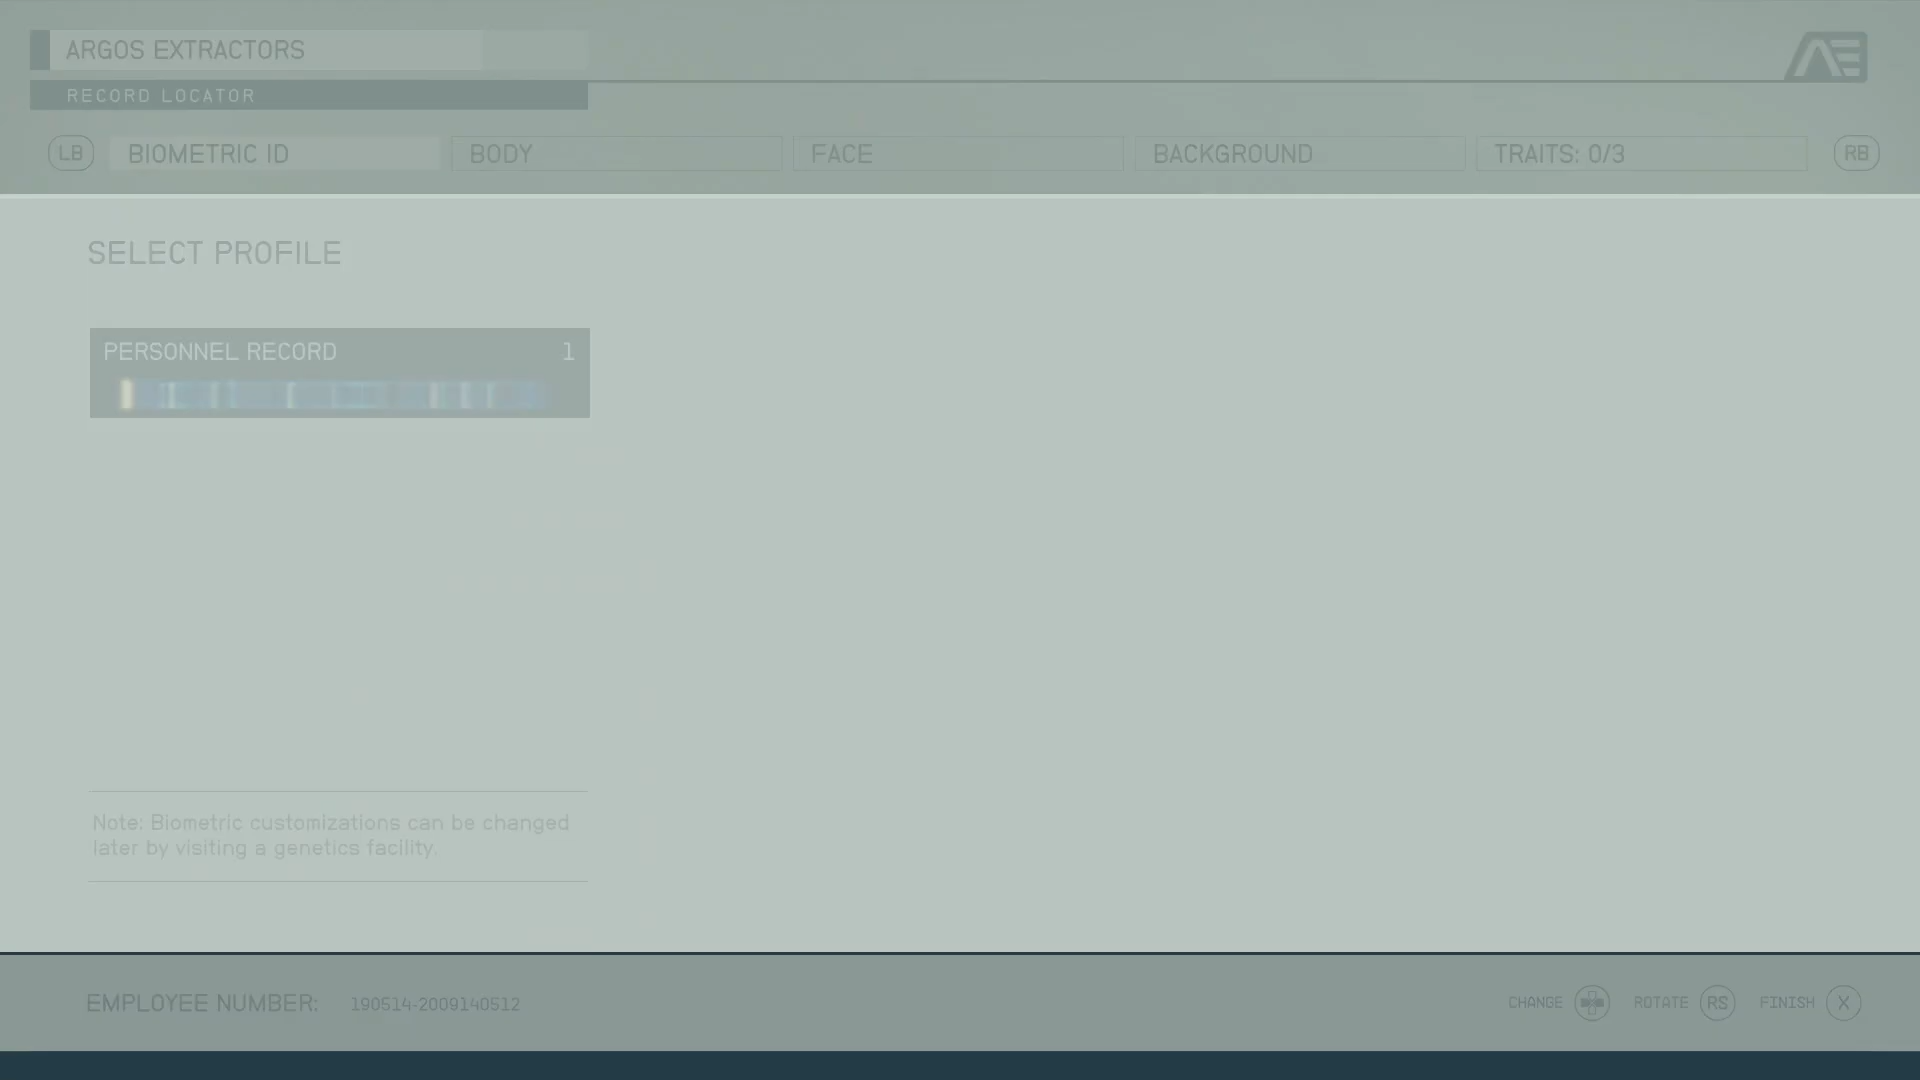 ARGOS EXTRACTORS
RECORD LOCATOR
LB BIOMETRIC ID BODY FACE BACKGROUND TRAITS: 0/3 RB
SELECT PROFILE
PERSONNEL RECORD 1
Note: Biometric customizations can be changed
later by visiting a genetics facility.
EMPLOYEE NUMBER: 190514-2009140512 CHANGE ROTATE RS FINISH X